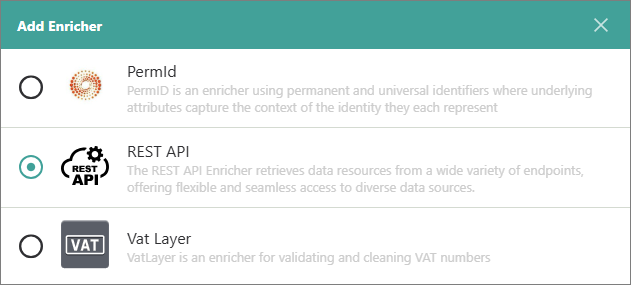 Add Enricher
PermId
PermID is an enricher using permanent and universal identifiers where underlying
attributes capture the context of the identity they each represent
REST API
REST
API
The REST API Enricher retrieves data resources from a wide variety of endpoints,
offering flexible and seamless access to diverse data sources.
Vat Layer
VAT
VatLayer is an enricher for validating and cleaning VAT numbers